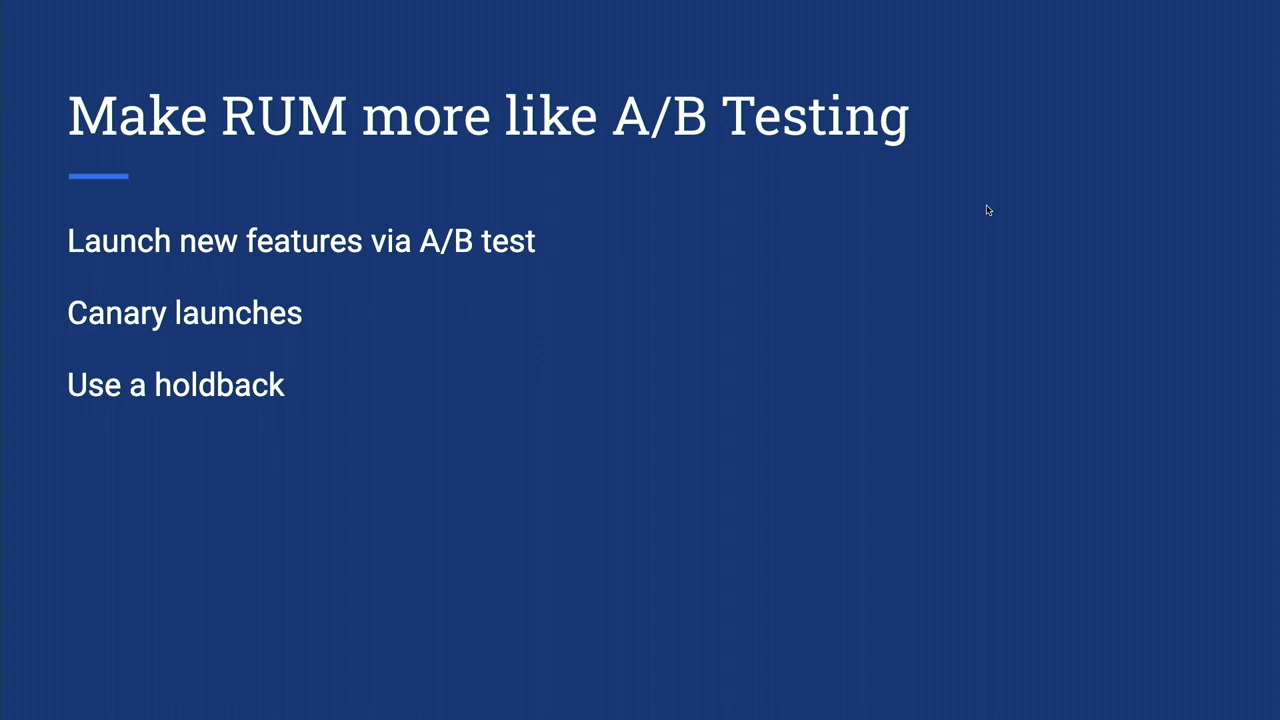 Make RUM more like A/B Testing
Launch new features via A/B test
Canary launches
Use a holdback